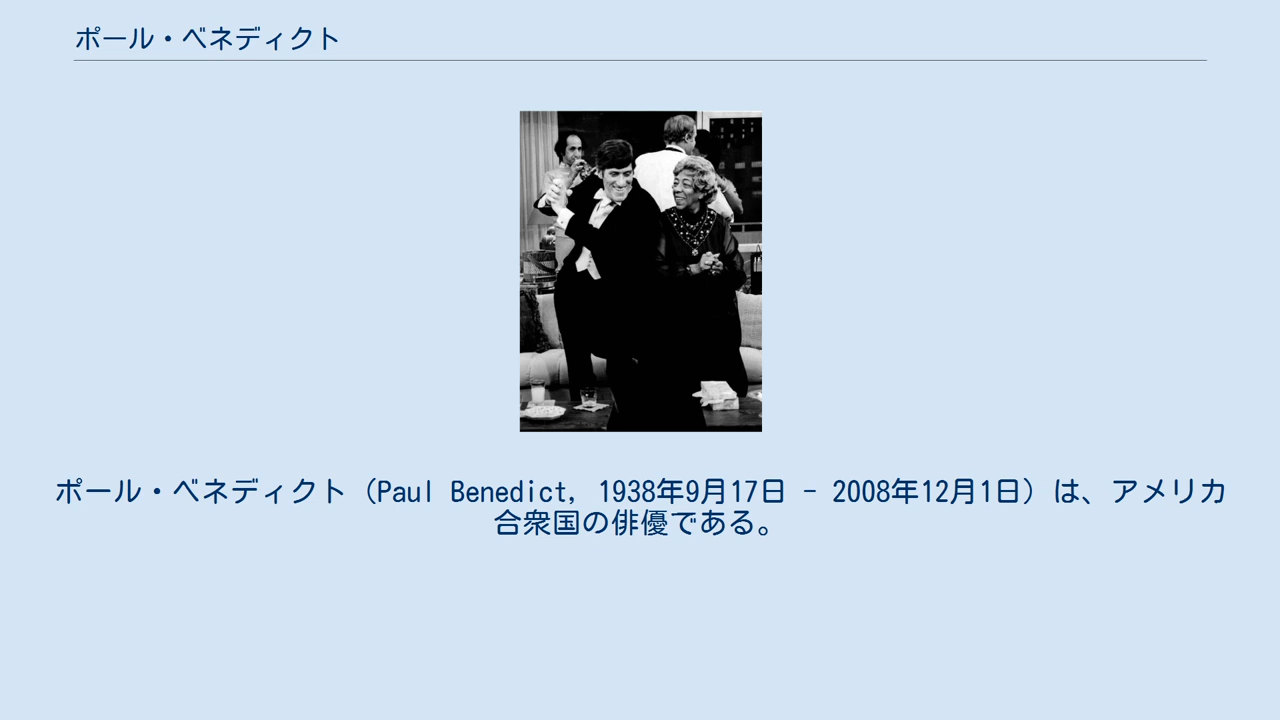 ポール・ベネディクト
ポール・ベネディクト（Paul Benedict, 1938年9月17日 - 2008年12月1日）は、アメリカ
合衆国の俳優である。